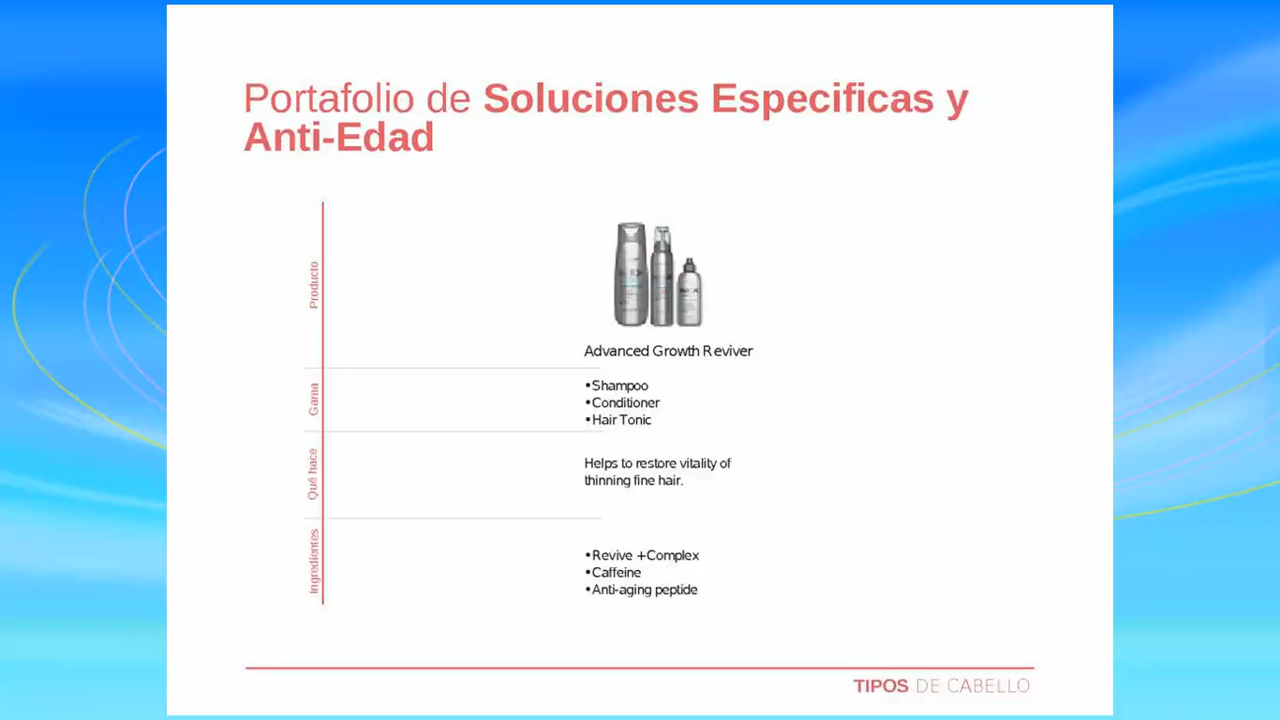 Portafolio de Soluciones Especificas y
Anti-Edad
Producto
Advanced Growth Reviver
Gama
•Shampoo
•Conditioner
•Hair Tonic
Qué hace
Helps to restore vitality of
thinning fine hair.
Ingredientes
•Revive +Complex
•Caffeine
•Anti-aging peptide
TIPOS DE CABELLO